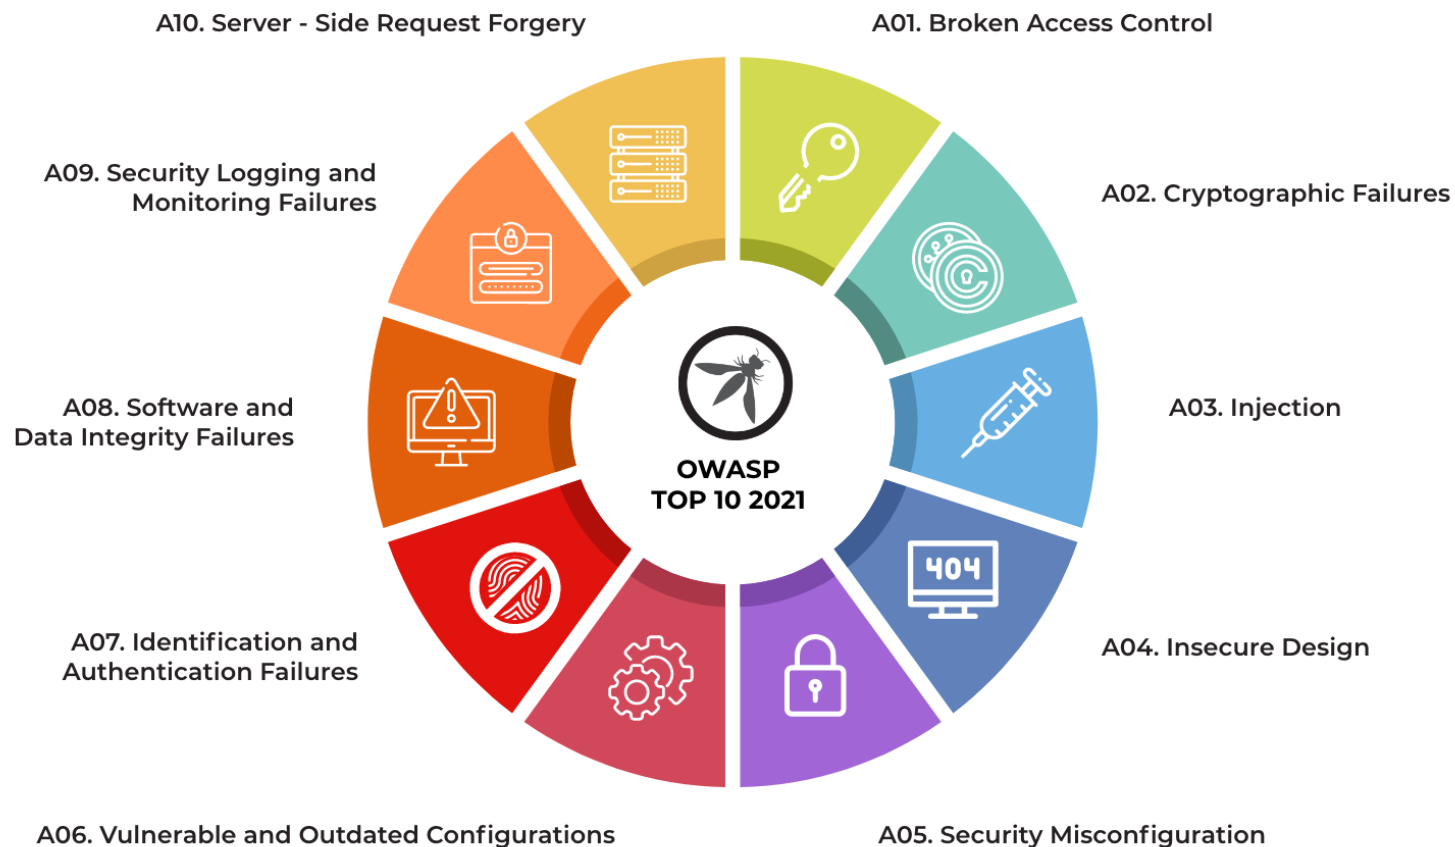 A10. Server - Side Request Forgery
A01. Broken Access Control
A09. Security Logging and
Monitoring Failures
A02. Cryptographic Failures
A08. Software and
Data Integrity Failures
A03. Injection
OWASP
TOP 10 2021
404
A07. Identification and
Authentication Failures
A04. Insecure Design
A06. Vulnerable and Outdated Configurations
A05. Security Misconfiguration